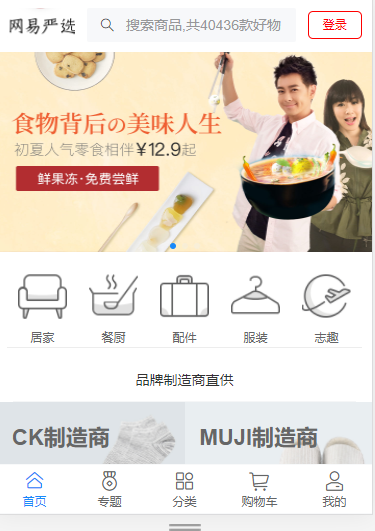 网易严选
搜索商品,共40436款好物
登录
食物背后の美味人生
初夏人气零食相伴¥12.9起
鲜果冻·免费尝鲜
居家
餐厨
配件
服装
志趣
品牌制造商直供
CK制造商
MUJI制造商
首页
专题
分类
购物车
我的